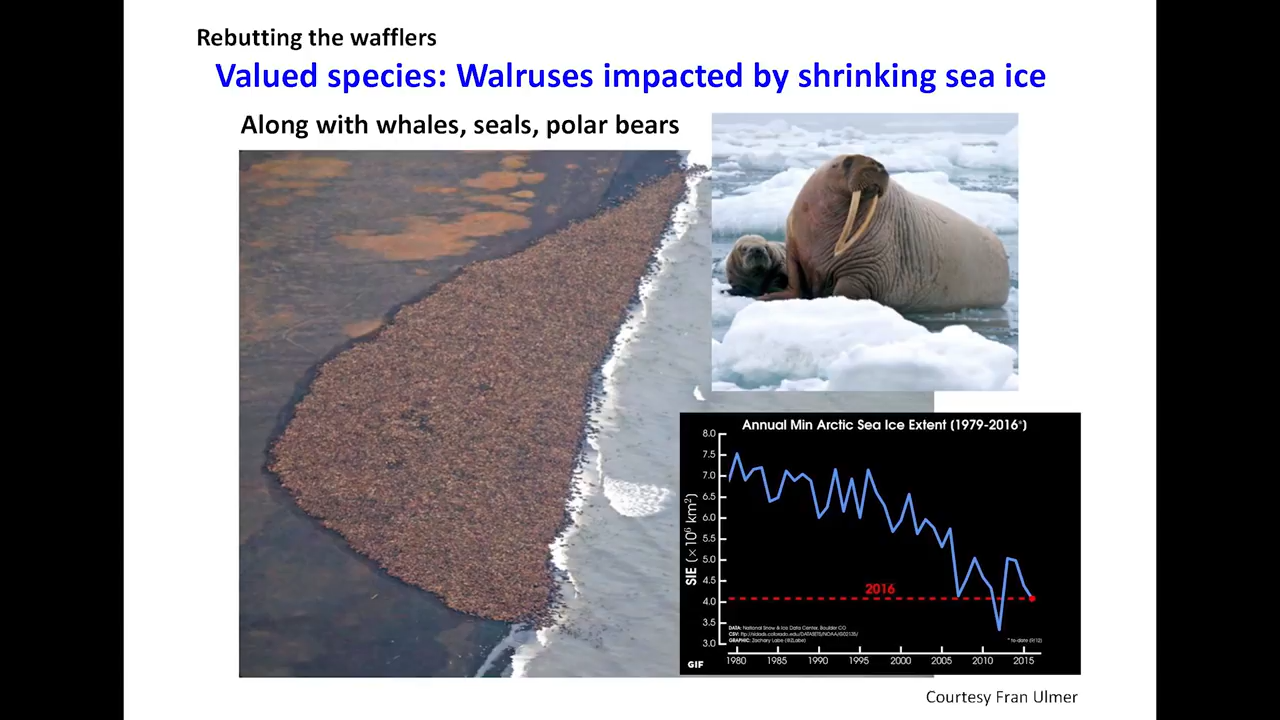 Rebutting the wafflers
Valued species: Walruses impacted by shrinking sea ice
Along with whales, seals, polar bears
Annual Min Arctic Sea Ice Extent (1979-2016*)
8.0
7.5
7.0
6.5
6.0
5.5
5.0
4.5
4.0
3.5
3.0
SIE (×10⁶ km²)
2016
DATA: National Snow & Ice Data Center, Boulder CO
GRAPHIC: Zachary Labe (@ZLabe)
* to-date (9/12)
GIF
1980 1985 1990 1995 2000 2005 2010 2015
Courtesy Fran Ulmer